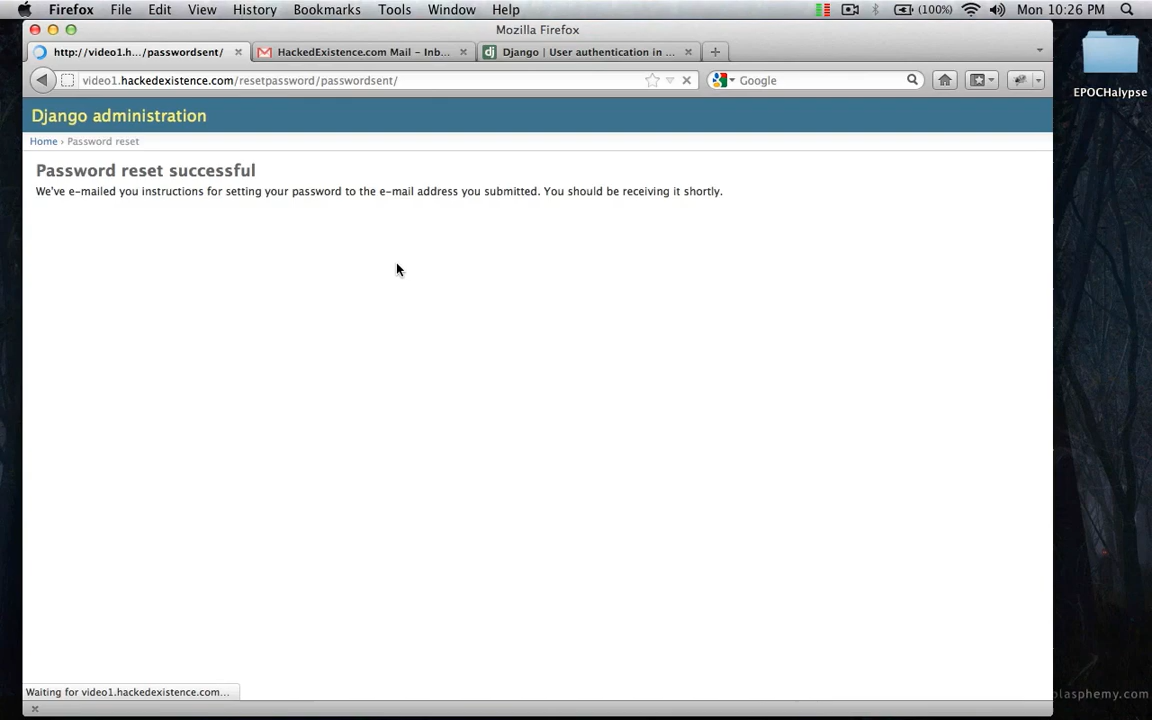 Firefox File Edit View History Bookmarks Tools Window Help (100%) Mon 10:26 PM
Mozilla Firefox
http://video1.h.../passwordsent/ HackedExistence.com Mail – Inb... dj Django | User authentication in ...
video1.hackedexistence.com/resetpassword/passwordsent/ Google
EPOCHalypse
Django administration
Home › Password reset
Password reset successful
We've e-mailed you instructions for setting your password to the e-mail address you submitted. You should be receiving it shortly.
Waiting for video1.hackedexistence.com...
blasphemy.com